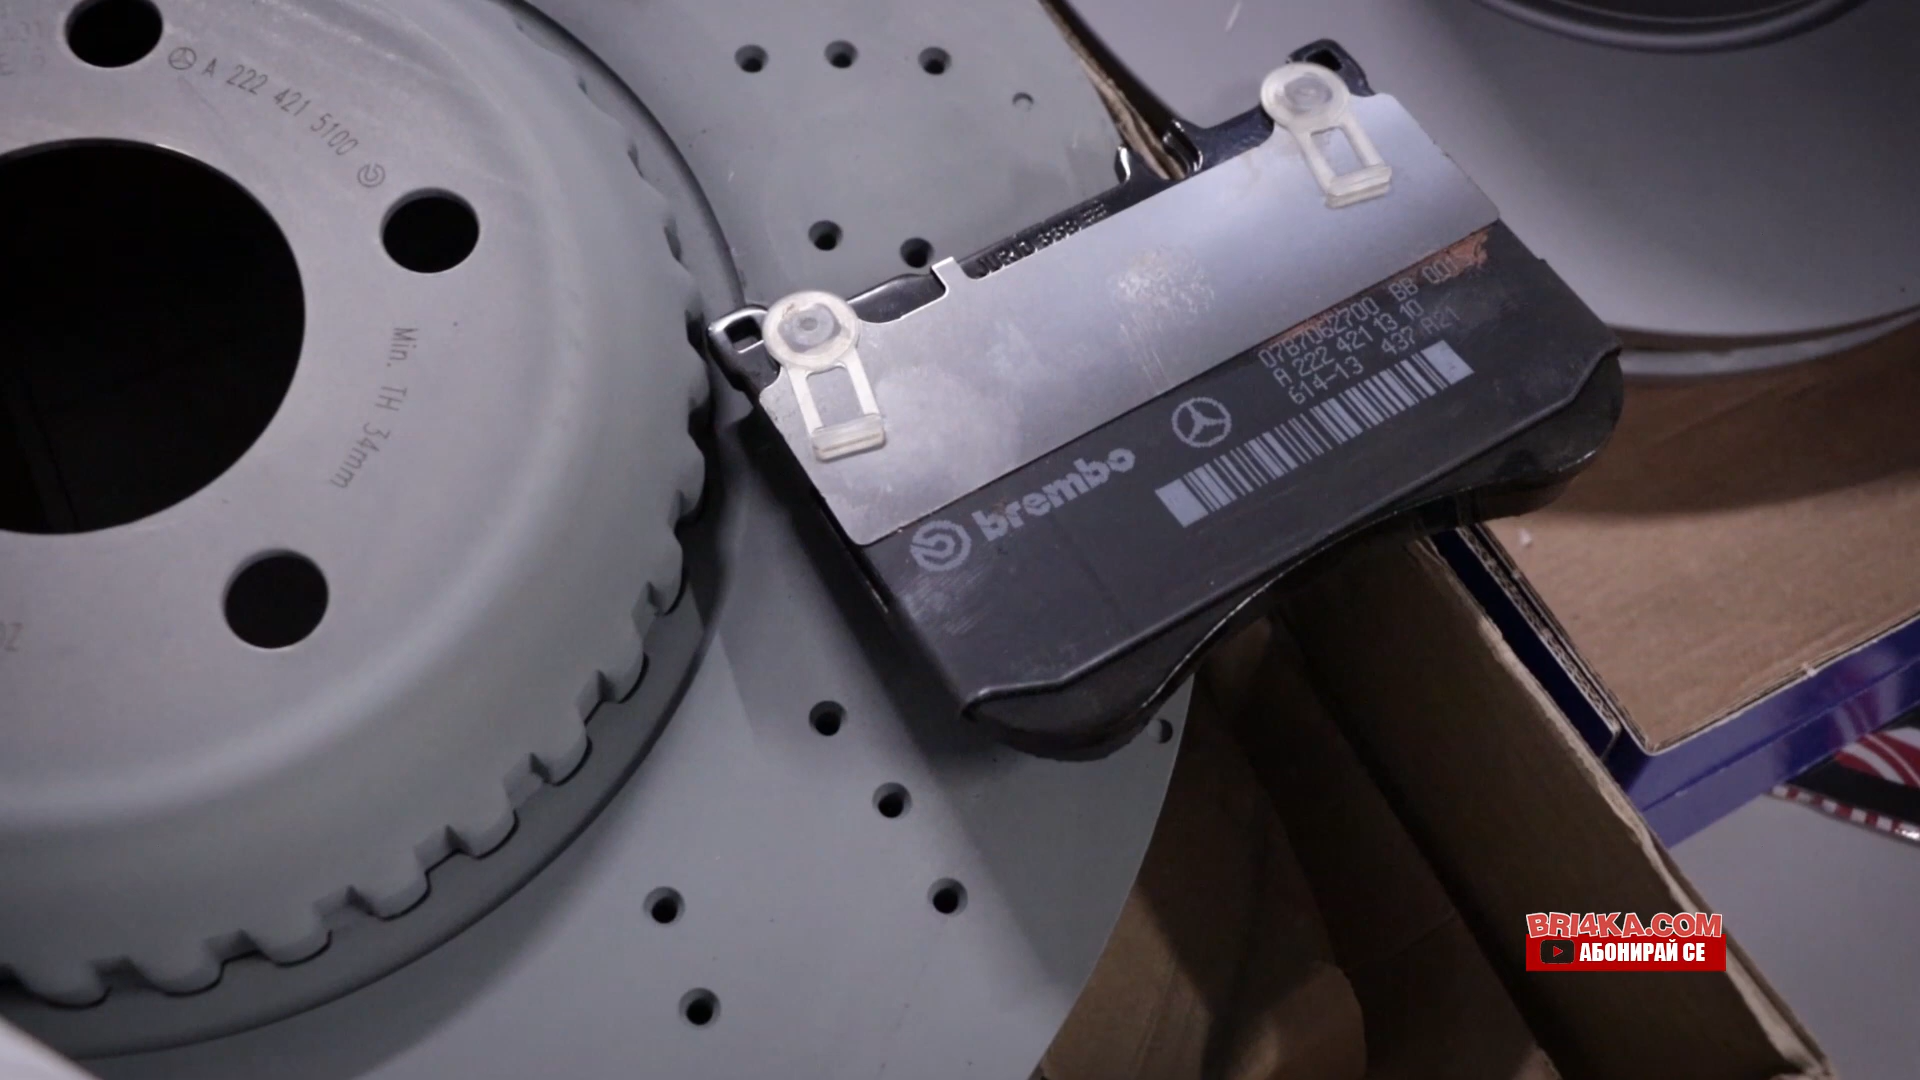 A 222 421 5100
Min. TH 34mm
07B7062700 BB 001
A 222 421 13 10
614-13 437 A21
brembo
BRI4KA.COM
АБОНИРАЙ СЕ